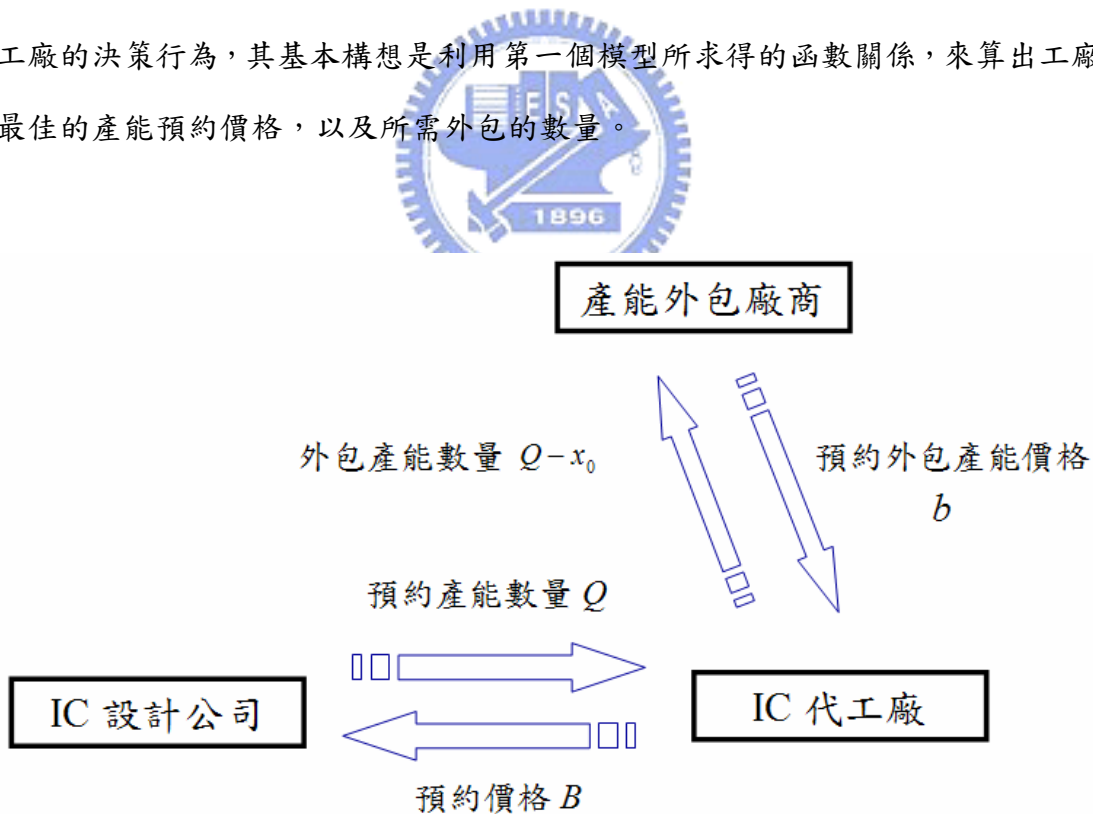 工廠的決策行為，其基本構想是利用第一個模型所求得的函數關係，來算出工廠
最佳的產能預約價格，以及所需外包的數量。
ESA
1896
產能外包廠商
外包產能數量 Q−x₀
預約外包產能價格
b
預約產能數量 Q
IC 設計公司
IC 代工廠
預約價格 B